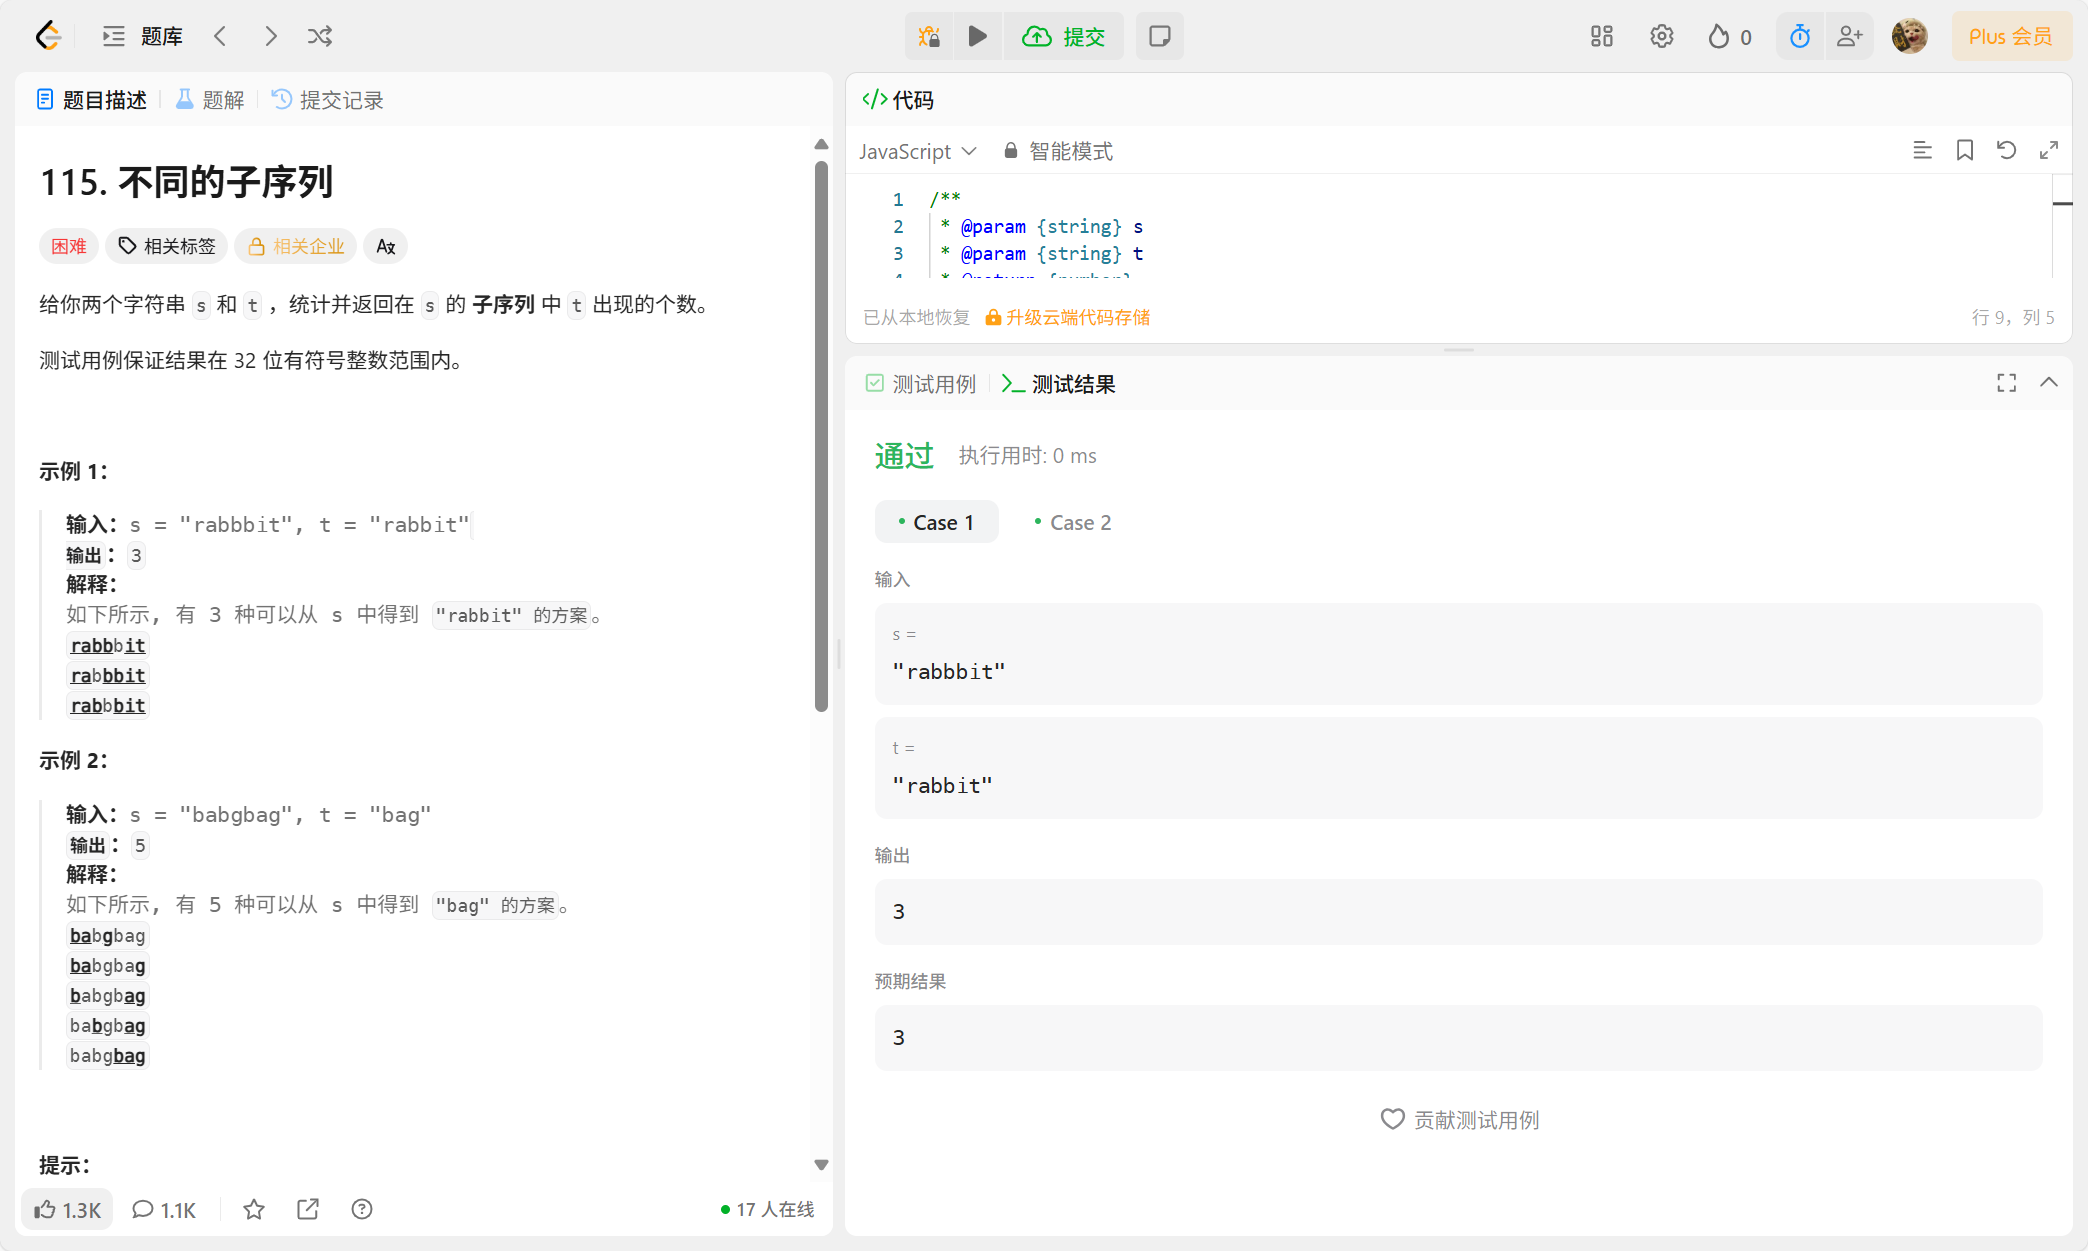 题库
提交
0
Plus 会员
题目描述
题解
提交记录
115. 不同的子序列
困难
相关标签
相关企业
给你两个字符串 s 和 t ，统计并返回在 s 的 子序列 中 t 出现的个数。
测试用例保证结果在 32 位有符号整数范围内。
示例 1：
输入：s = "rabbbit", t = "rabbit"
输出：3
解释：
如下所示, 有 3 种可以从 s 中得到 "rabbit" 的方案。
rabbbit
rabbbit
rabbbit
示例 2：
输入：s = "babgbag", t = "bag"
输出：5
解释：
如下所示, 有 5 种可以从 s 中得到 "bag" 的方案。
babgbag
babgbag
babgbag
babgbag
babgbag
提示：
1.3K
1.1K
17 人在线
</>代码
JavaScript
智能模式
1 /**
2 * @param {string} s
3 * @param {string} t
4 * @return {number}
已从本地恢复
升级云端代码存储
行 9，列 5
测试用例
测试结果
通过
执行用时: 0 ms
Case 1
Case 2
输入
s =
"rabbbit"
t =
"rabbit"
输出
3
预期结果
3
贡献测试用例